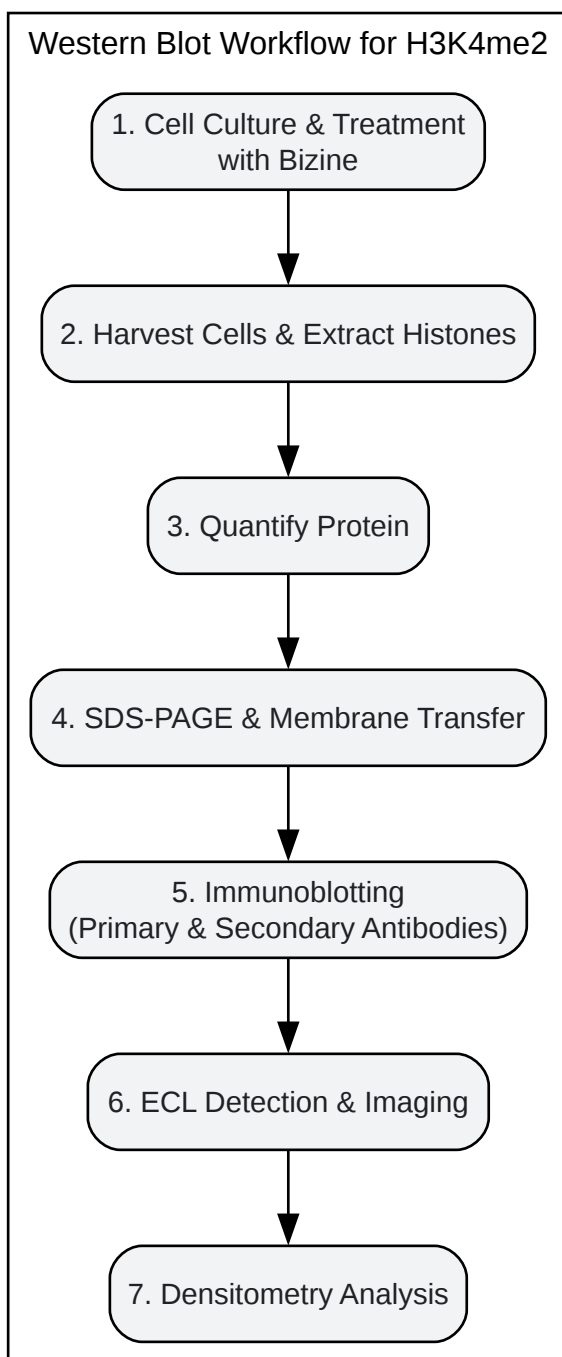 Western Blot Workflow for H3K4me2
1. Cell Culture & Treatment
with Bizine
2. Harvest Cells & Extract Histones
3. Quantify Protein
4. SDS-PAGE & Membrane Transfer
5. Immunoblotting
(Primary & Secondary Antibodies)
6. ECL Detection & Imaging
7. Densitometry Analysis